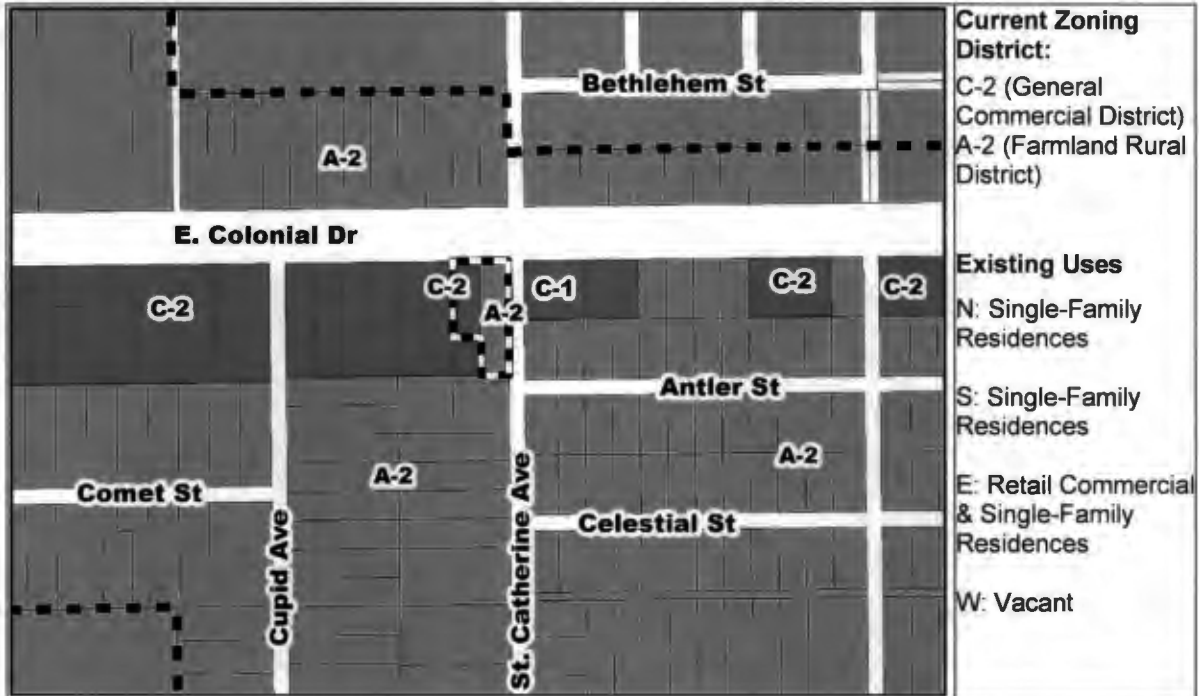 Bethlehem St
A-2
E. Colonial Dr
C-2
C-2
A-2
C-1
C-2
C-2
Antler St
A-2
A-2
Comet St
Celestial St
Cupid Ave
St. Catherine Ave
Current Zoning
District:
C-2 (General
Commercial District)
A-2 (Farmland Rural
District)
Existing Uses
N: Single-Family
Residences
S: Single-Family
Residences
E: Retail Commercial
& Single-Family
Residences
W: Vacant